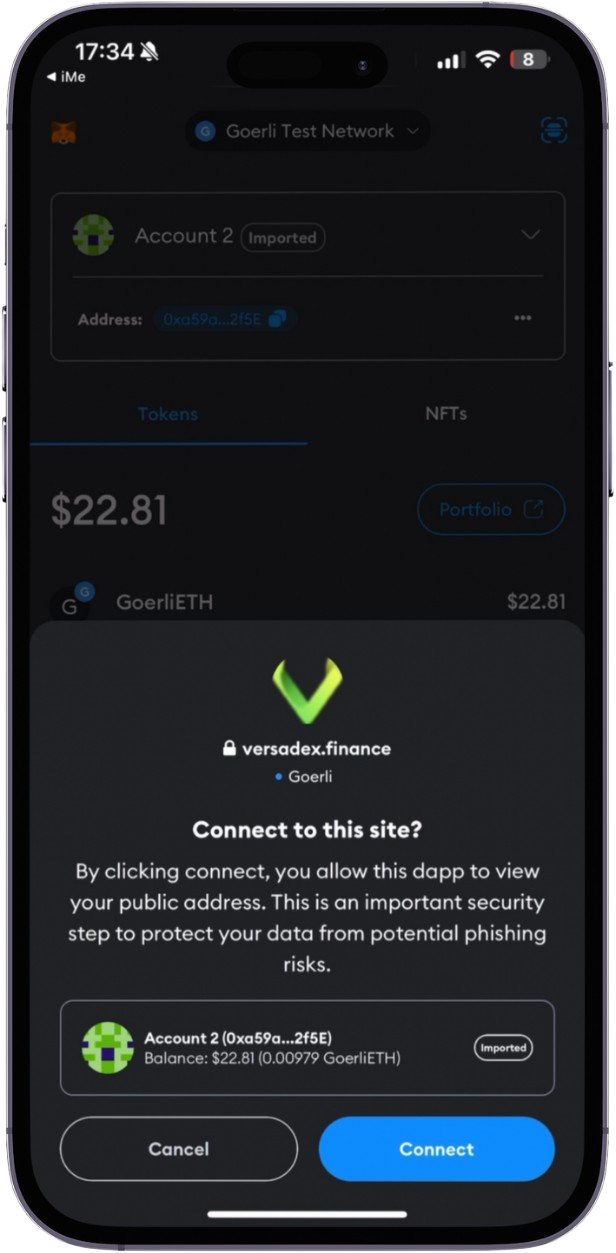 17:34
8
iMe
G
Goerli Test Network
Account 2 Imported
Address: 0xa59a...2f5E
Tokens NFTs
$22.81 Portfolio
G
G
GoerliETH $22.81
versadex.finance
Goerli
Connect to this site?
By clicking connect, you allow this dapp to view
your public address. This is an important security
step to protect your data from potential phishing
risks.
Account 2 (0xa59a...2f5E)
Balance: $22.81 (0.00979 GoerliETH)
Imported
Cancel Connect